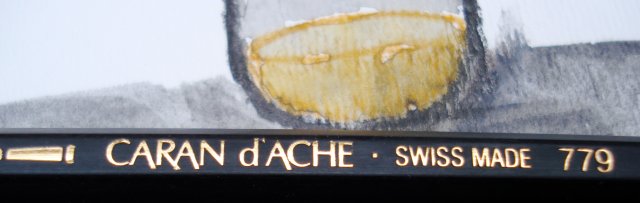 CARAN d'ACHE · SWISS MADE 779